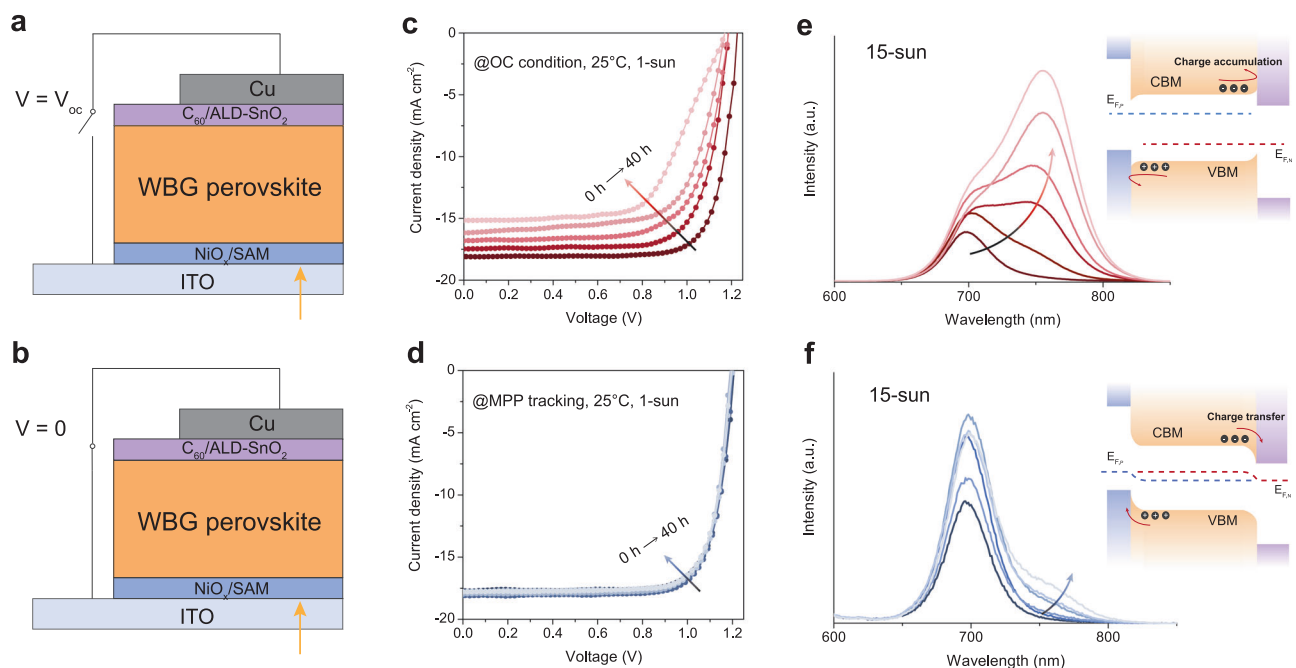 a
V = Voc
Cu
C60/ALD-SnO2
WBG perovskite
NiOx/SAM
ITO
b
V = 0
Cu
C60/ALD-SnO2
WBG perovskite
NiOx/SAM
ITO
c
@OC condition, 25°C, 1-sun
0 h → 40 h
Current density (mA cm-2)
0
-5
-10
-15
-20
0.0 0.2 0.4 0.6 0.8 1.0 1.2
Voltage (V)
d
@MPP tracking, 25°C, 1-sun
0 h → 40 h
Current density (mA cm-2)
0
-5
-10
-15
-20
0.0 0.2 0.4 0.6 0.8 1.0 1.2
Voltage (V)
e
15-sun
Intensity (a.u.)
600 700 800
Wavelength (nm)
Charge accumulation
CBM
EF,P
EF,N
VBM
f
15-sun
Intensity (a.u.)
600 700 800
Wavelength (nm)
Charge transfer
CBM
EF,P
EF,N
VBM